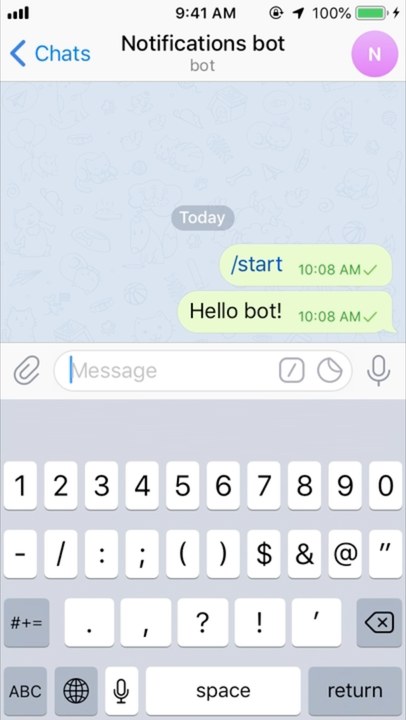 9:41 AM 100%
Chats
Notifications bot
N
bot
Today
/start 10:08 AM
Hello bot! 10:08 AM
Message
1 2 3 4 5 6 7 8 9 0
- / : ; ( ) $ & @ "
#+= . , ? ! ’
ABC space return